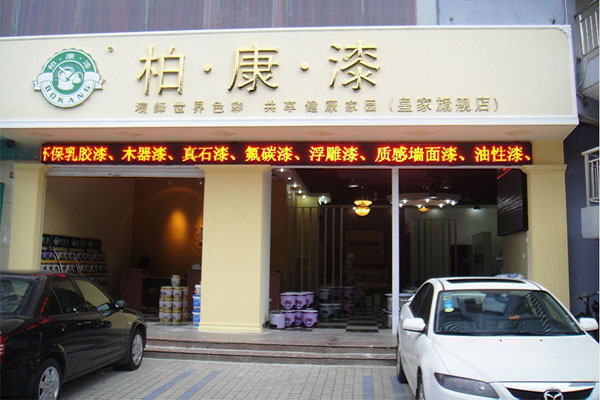 柏·康·漆
柏·康·漆
BOKANG
演绎世界色彩 共享健康家园(皇家旗舰店)
环保乳胶漆、木器漆、真石漆、氟碳漆、浮雕漆、质感墙面漆、油性漆、